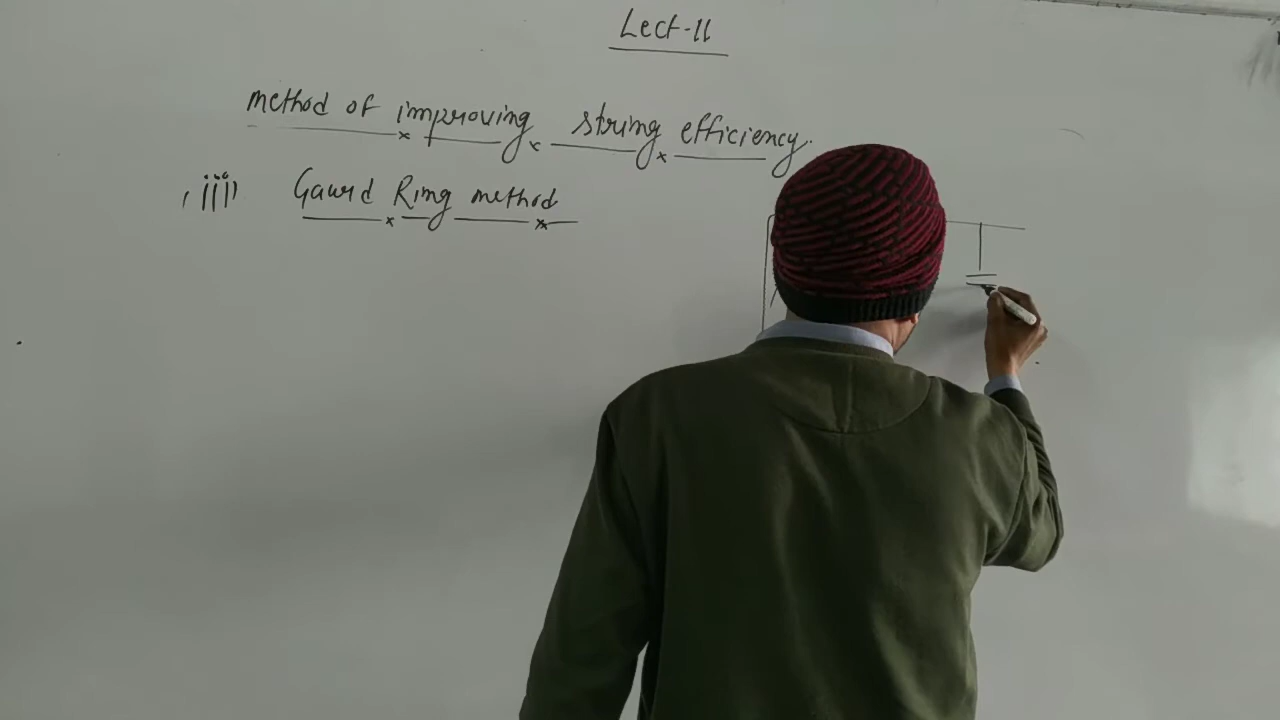 Lect-11
method of improving string efficiency.
(iii) Gaurd Ring method